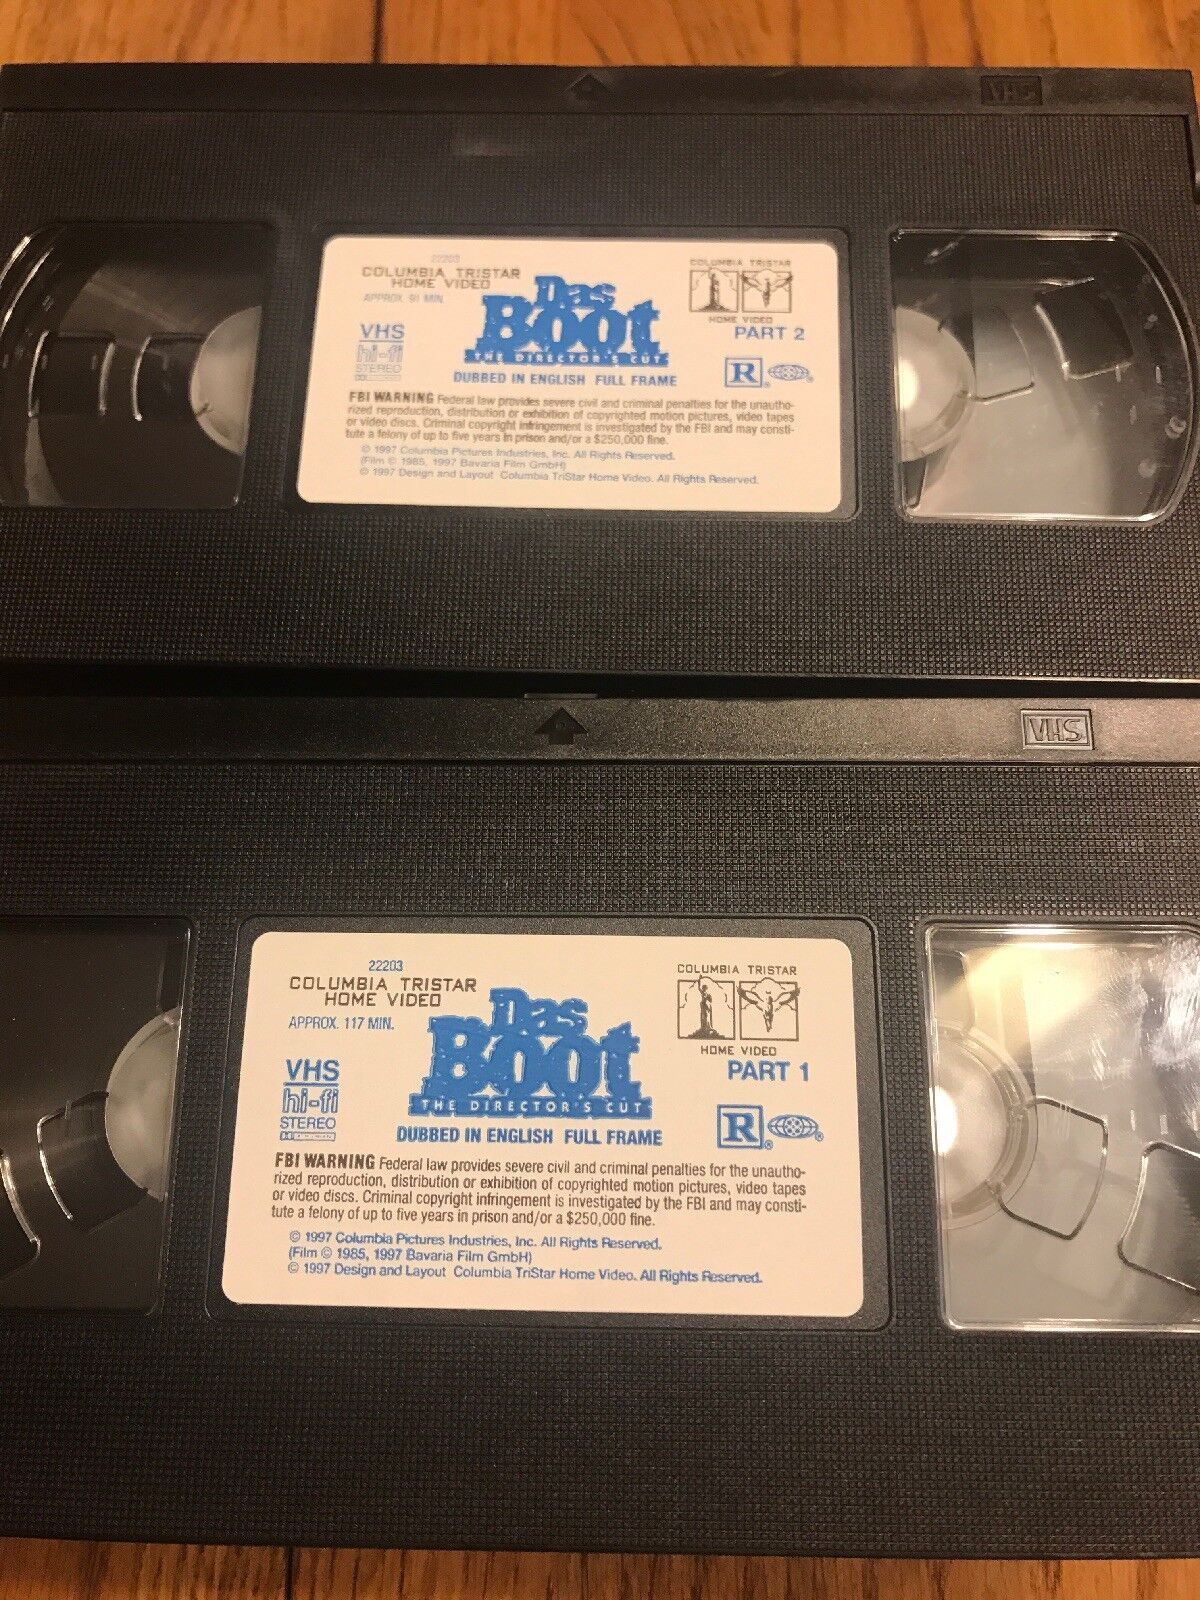 VHS
22203
COLUMBIA TRISTAR
HOME VIDEO
APPROX. 91 MIN.
Das
Boot
THE DIRECTOR'S CUT
COLUMBIA TRISTAR
HOME VIDEO
PART 2
VHS
hi-fi
STEREO
DUBBED IN ENGLISH FULL FRAME
R
FBI WARNING Federal law provides severe civil and criminal penalties for the unautho-
rized reproduction, distribution or exhibition of copyrighted motion pictures, video tapes
or video discs. Criminal copyright infringement is investigated by the FBI and may consti-
tute a felony of up to five years in prison and/or a $250,000 fine.
© 1997 Columbia Pictures Industries, Inc. All Rights Reserved.
(Film © 1985, 1997 Bavaria Film GmbH)
© 1997 Design and Layout Columbia TriStar Home Video. All Rights Reserved.
VHS
22203
COLUMBIA TRISTAR
HOME VIDEO
APPROX. 117 MIN.
Das
Boot
THE DIRECTOR'S CUT
COLUMBIA TRISTAR
HOME VIDEO
PART 1
VHS
hi-fi
STEREO
DUBBED IN ENGLISH FULL FRAME
R®
FBI WARNING Federal law provides severe civil and criminal penalties for the unautho-
rized reproduction, distribution or exhibition of copyrighted motion pictures, video tapes
or video discs. Criminal copyright infringement is investigated by the FBI and may consti-
tute a felony of up to five years in prison and/or a $250,000 fine.
© 1997 Columbia Pictures Industries, Inc. All Rights Reserved.
(Film © 1985, 1997 Bavaria Film GmbH)
© 1997 Design and Layout Columbia TriStar Home Video. All Rights Reserved.